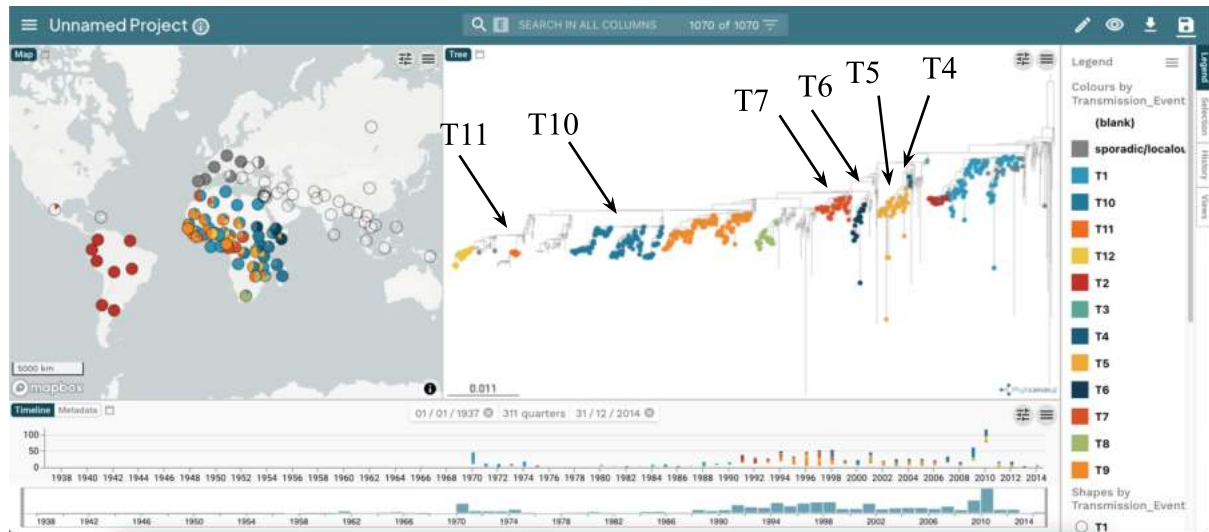 Unnamed Project
SEARCH IN ALL COLUMNS 1070 of 1070
Map
5000 km
mapbox
Tree
T11
T10
T7
T6
T5
T4
0.011
Legend
Colours by
Transmission_Event
(blank)
sporadic/localou
T1
T10
T11
T12
T2
T3
T4
T5
T6
T7
T8
T9
Shapes by
Transmission_Event
T1
Legend
Selection
History
Views
Timeline Metadata
01 / 01 / 1937 311 quarters 31 / 12 / 2014
100
50
0
1938 1940 1942 1944 1946 1948 1950 1952 1954 1956 1958 1960 1962 1964 1966 1968 1970 1972 1974 1976 1978 1980 1982 1984 1986 1988 1990 1992 1994 1996 1998 2000 2002 2004 2006 2008 2010 2012 2014
1938 1942 1946 1950 1954 1958 1962 1966 1970 1974 1978 1982 1986 1990 1994 1998 2002 2006 2010 2014